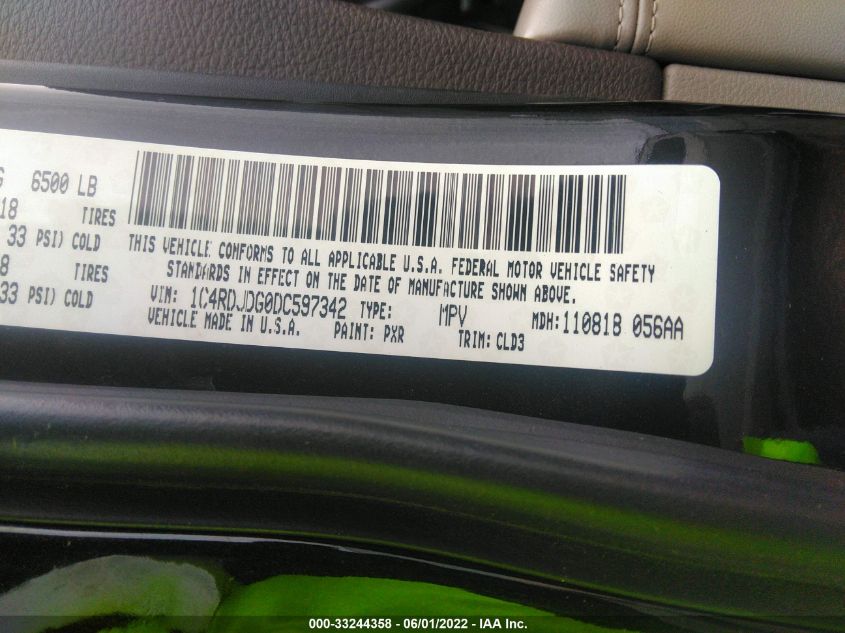 6500 LB
18 TIRES
33 PSI) COLD
8 TIRES
33 PSI) COLD
THIS VEHICLE CONFORMS TO ALL APPLICABLE U.S.A. FEDERAL MOTOR VEHICLE SAFETY
STANDARDS IN EFFECT ON THE DATE OF MANUFACTURE SHOWN ABOVE.
VIN: 1C4RDJDG0DC597342 TYPE: MPV MDH:110818 056AA
VEHICLE MADE IN U.S.A. PAINT: PXR TRIM: CLD3
000-33244358 - 06/01/2022 - IAA Inc.